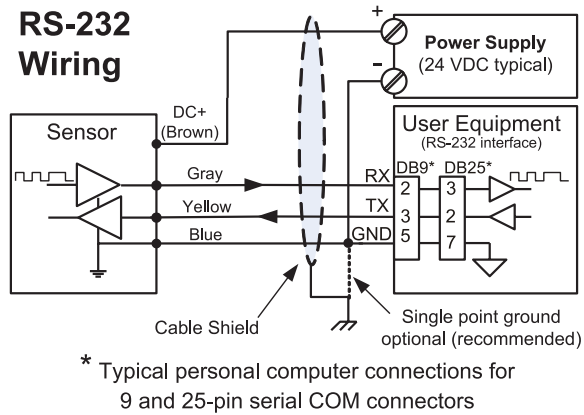 RS-232
Wiring
+
Power Supply
(24 VDC typical)
-
DC+
(Brown)
Sensor
User Equipment
(RS-232 interface)
DB9* DB25*
Gray
RX
2
3
Yellow
TX
3
2
Blue
GND
5
7
Cable Shield
Single point ground
optional (recommended)
* Typical personal computer connections for
9 and 25-pin serial COM connectors